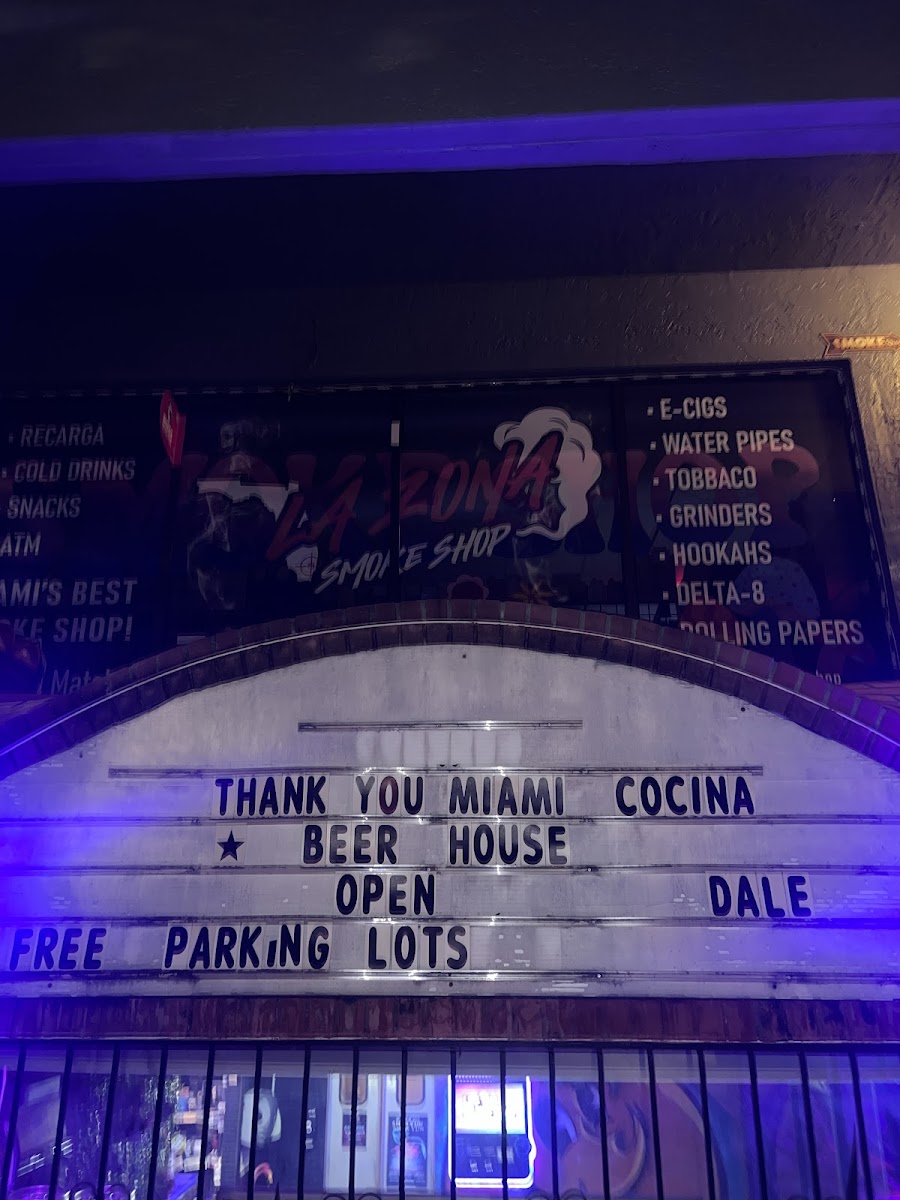 SMOKES
· RECARGA
· COLD DRINKS
SNACKS
ATM
AMI'S BEST
KE SHOP!
LA ZONA
SMOKE SHOP
· E-CIGS
· WATER PIPES
· TOBBACO
· GRINDERS
· HOOKAHS
· DELTA-8
ROLLING PAPERS
THANK YOU MIAMI COCINA
★ BEER HOUSE
OPEN DALE
FREE PARKiNG LOTS